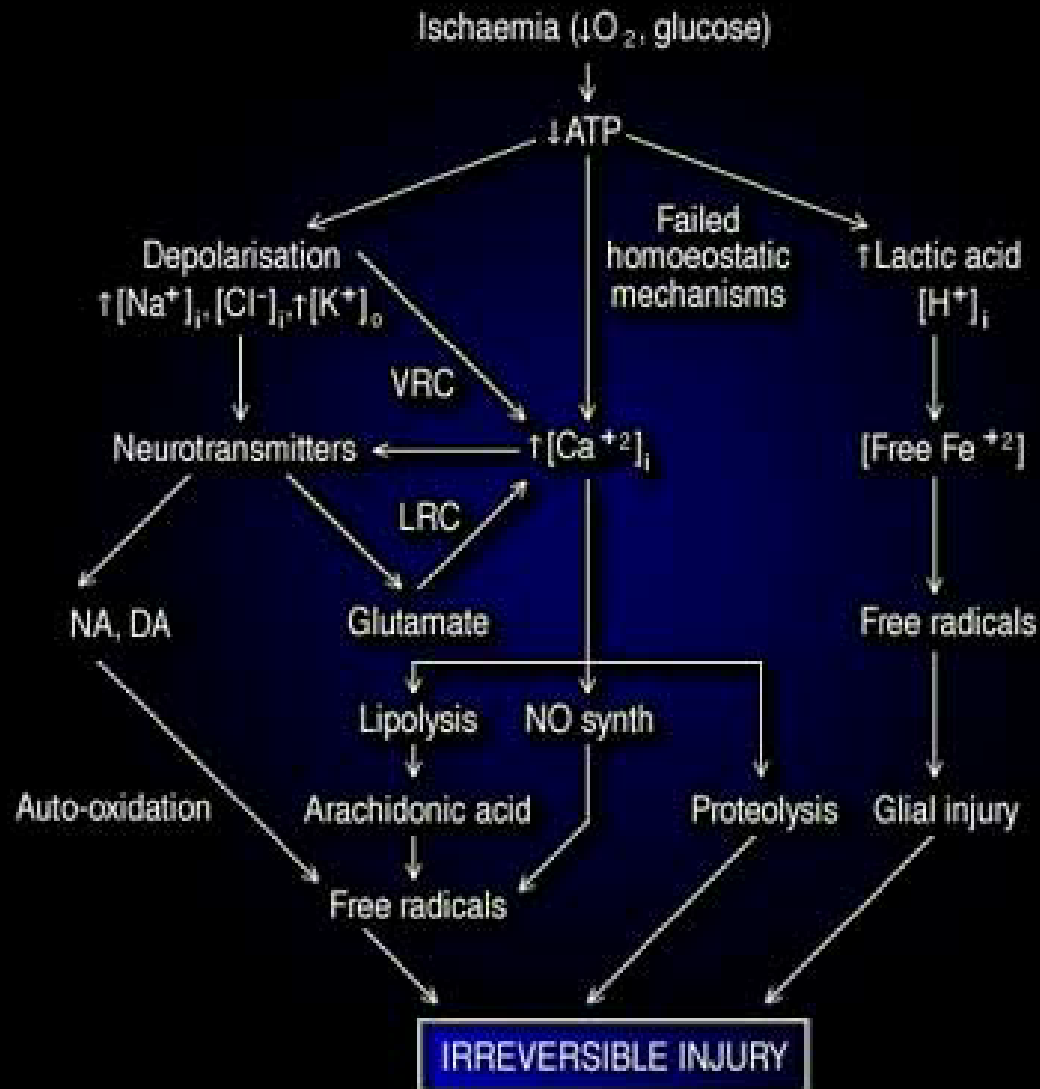 Ischaemia (↓O₂, glucose)
↓ATP
Failed
homoeostatic
mechanisms
Depolarisation
↑[Na⁺]ᵢ,[Cl⁻]ᵢ,↑[K⁺]ₒ
↑Lactic acid
[H⁺]ᵢ
VRC
Neurotransmitters
↑[Ca⁺²]ᵢ
[Free Fe⁺²]
LRC
NA, DA
Glutamate
Free radicals
Lipolysis
NO synth
Auto-oxidation
Arachidonic acid
Proteolysis
Glial injury
Free radicals
IRREVERSIBLE INJURY